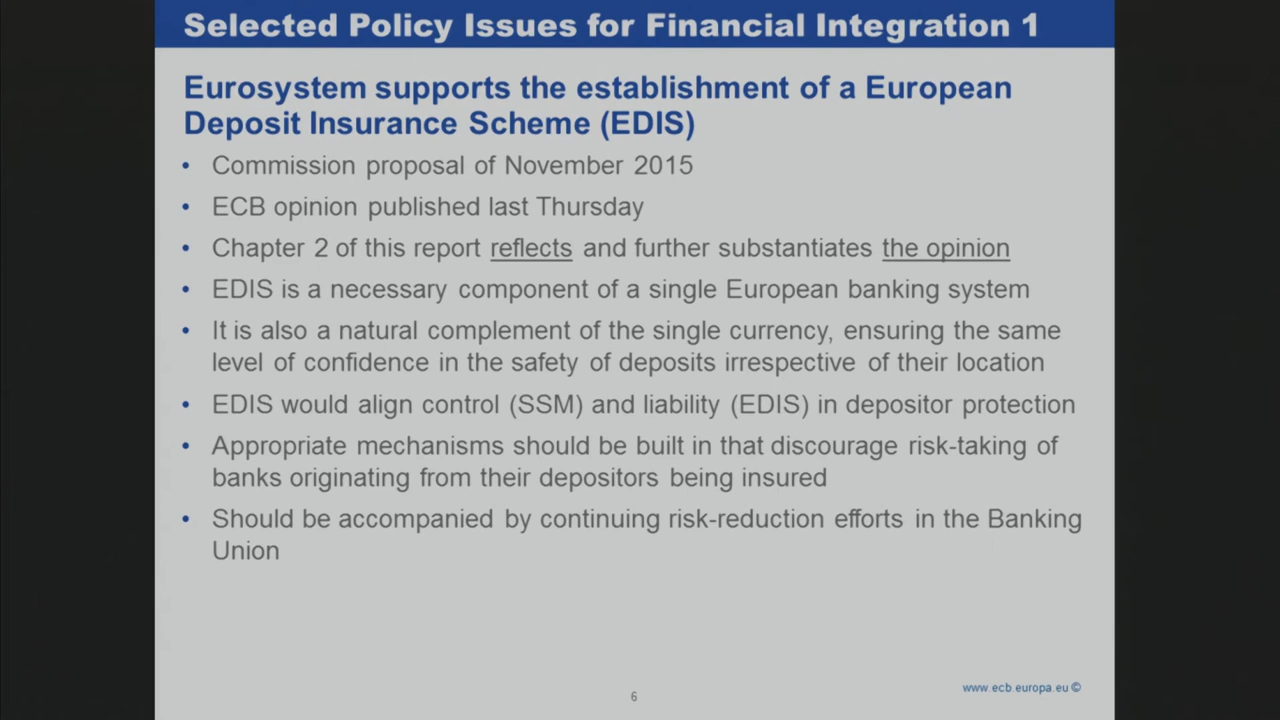 Selected Policy Issues for Financial Integration 1
Eurosystem supports the establishment of a European
Deposit Insurance Scheme (EDIS)
• Commission proposal of November 2015
• ECB opinion published last Thursday
• Chapter 2 of this report reflects and further substantiates the opinion
• EDIS is a necessary component of a single European banking system
• It is also a natural complement of the single currency, ensuring the same
level of confidence in the safety of deposits irrespective of their location
• EDIS would align control (SSM) and liability (EDIS) in depositor protection
• Appropriate mechanisms should be built in that discourage risk-taking of
banks originating from their depositors being insured
• Should be accompanied by continuing risk-reduction efforts in the Banking
Union
6
www.ecb.europa.eu ©